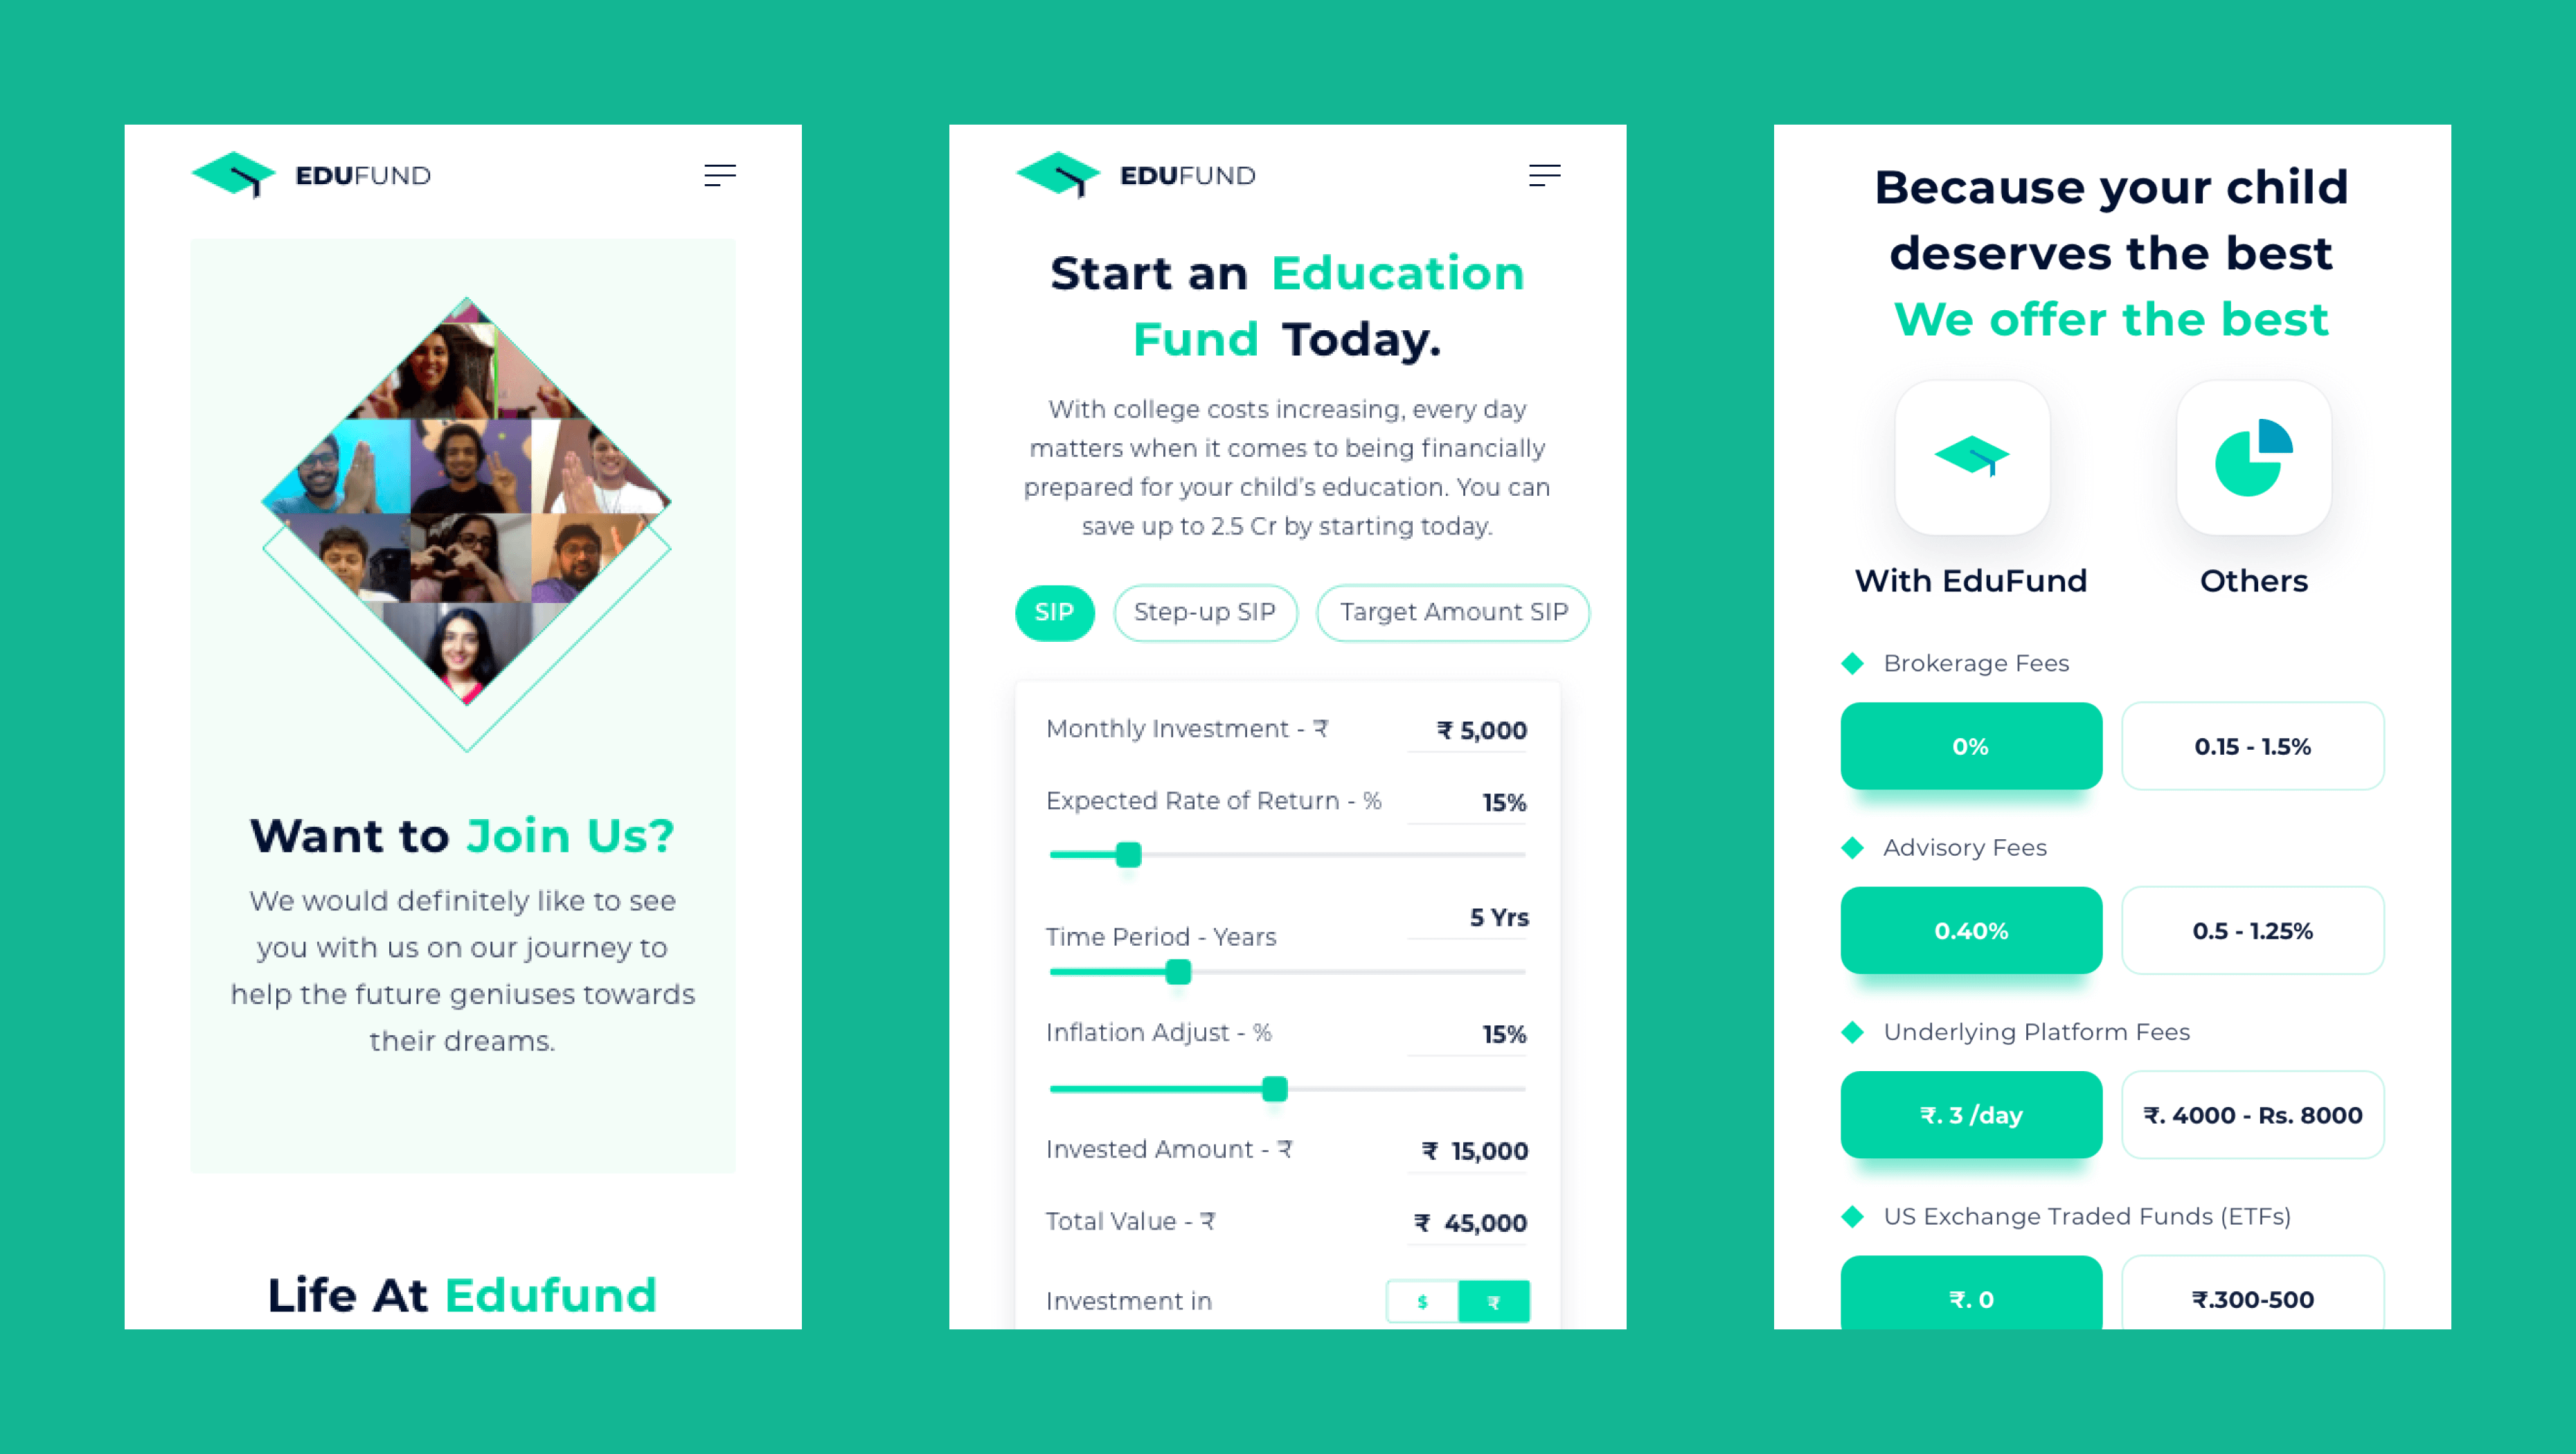 EDUFUND
Want to Join Us?
We would definitely like to see
you with us on our journey to
help the future geniuses towards
their dreams.
Life At Edufund
EDUFUND
Start an Education
Fund Today.
With college costs increasing, every day
matters when it comes to being financially
prepared for your child's education. You can
save up to 2.5 Cr by starting today.
SIP Step-up SIP Target Amount SIP
Monthly Investment - ₹ ₹ 5,000
Expected Rate of Return - % 15%
5 Yrs
Time Period - Years
Inflation Adjust - % 15%
Invested Amount - ₹ ₹ 15,000
Total Value - ₹ ₹ 45,000
Investment in $ ₹
Because your child
deserves the best
We offer the best
With EduFund Others
Brokerage Fees
0% 0.15 - 1.5%
Advisory Fees
0.40% 0.5 - 1.25%
Underlying Platform Fees
₹. 3 /day ₹. 4000 - Rs. 8000
US Exchange Traded Funds (ETFs)
₹. 0 ₹.300-500